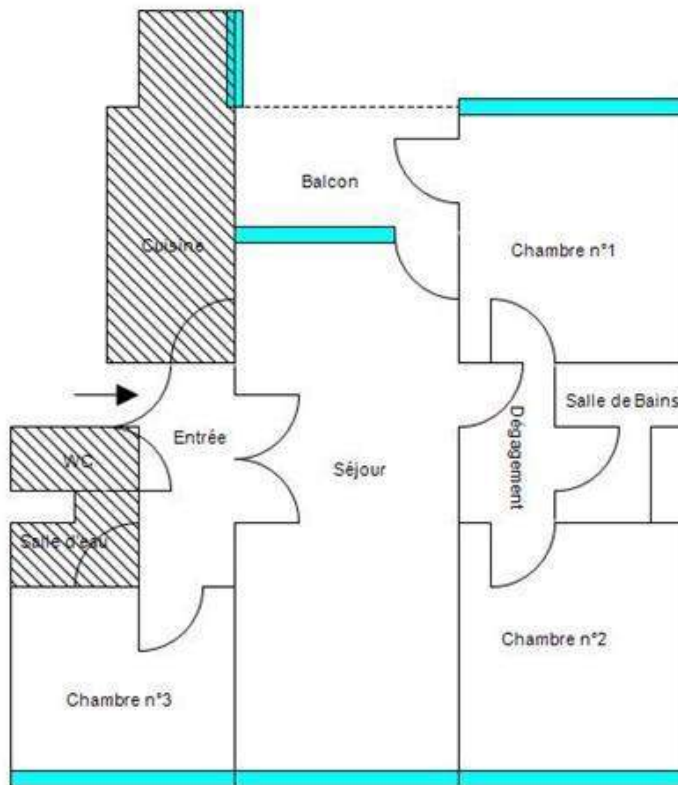 Balcon
Cuisine
Chambre n°1
Salle de Bains
Entrée
Dégagement
WC
Séjour
Salle d'eau
Chambre n°2
Chambre n°3